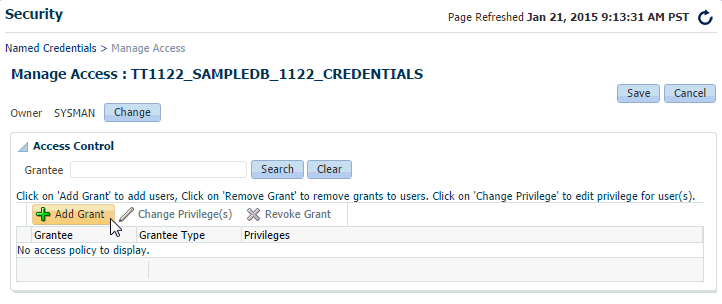 Security
Page Refreshed Jan 21, 2015 9:13:31 AM PST
Named Credentials > Manage Access
Manage Access : TT1122_SAMPLEDB_1122_CREDENTIALS
Save Cancel
Owner SYSMAN Change
Access Control
Grantee Search Clear
Click on 'Add Grant' to add users, Click on 'Remove Grant' to remove grants to users. Click on 'Change Privilege' to edit privilege for user(s).
Add Grant Change Privilege(s) Revoke Grant
Grantee Grantee Type Privileges
No access policy to display.